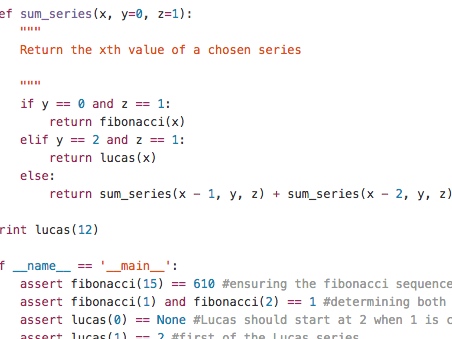 ef sum_series(x, y=0, z=1):
    """
    Return the xth value of a chosen series

    """
    if y == 0 and z == 1:
        return fibonacci(x)
    elif y == 2 and z == 1:
        return lucas(x)
    else:
        return sum_series(x - 1, y, z) + sum_series(x - 2, y, z)

rint lucas(12)

f __name__ == '__main__':
    assert fibonacci(15) == 610 #ensuring the fibonacci sequence
    assert fibonacci(1) and fibonacci(2) == 1 #determining both
    assert lucas(0) == None #Lucas should start at 2 when 1 is c
    assert lucas(1) == 2 #first of the Lucas series